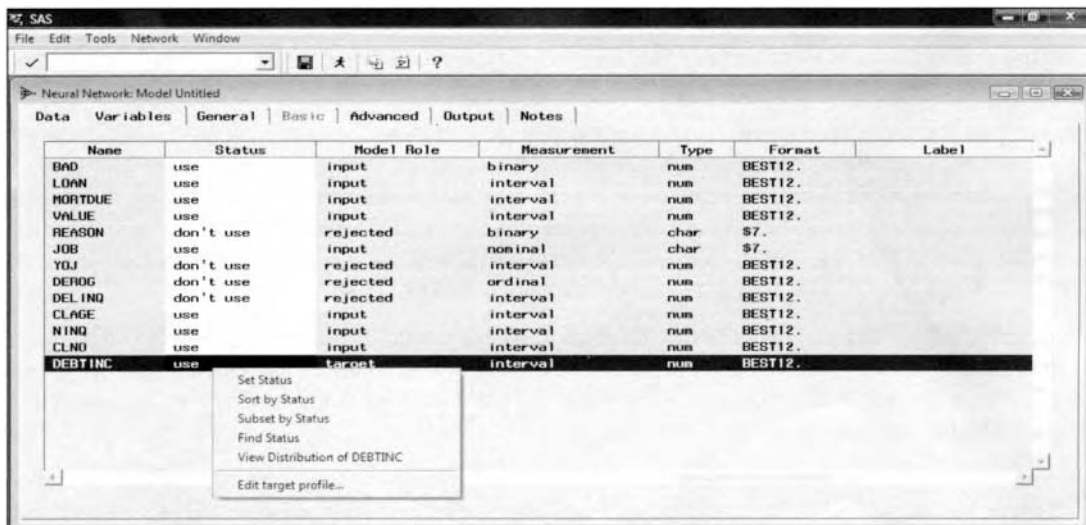 SAS
File Edit Tools Network Window
?
Neural Network: Model Untitled
Data Variables General Basic Advanced Output Notes
Name Status Model Role Measurement Type Format Label
BAD use input binary num BEST12.
LOAN use input interval num BEST12.
MORTDUE use input interval num BEST12.
VALUE use input interval num BEST12.
REASON don't use rejected binary char $7.
JOB use input nominal char $7.
YOJ don't use rejected interval num BEST12.
DEROG don't use rejected ordinal num BEST12.
DELINQ don't use rejected interval num BEST12.
CLAGE use input interval num BEST12.
NINQ use input interval num BEST12.
CLNO use input interval num BEST12.
DEBTINC use target interval num BEST12.
Set Status
Sort by Status
Subset by Status
Find Status
View Distribution of DEBTINC
Edit target profile...